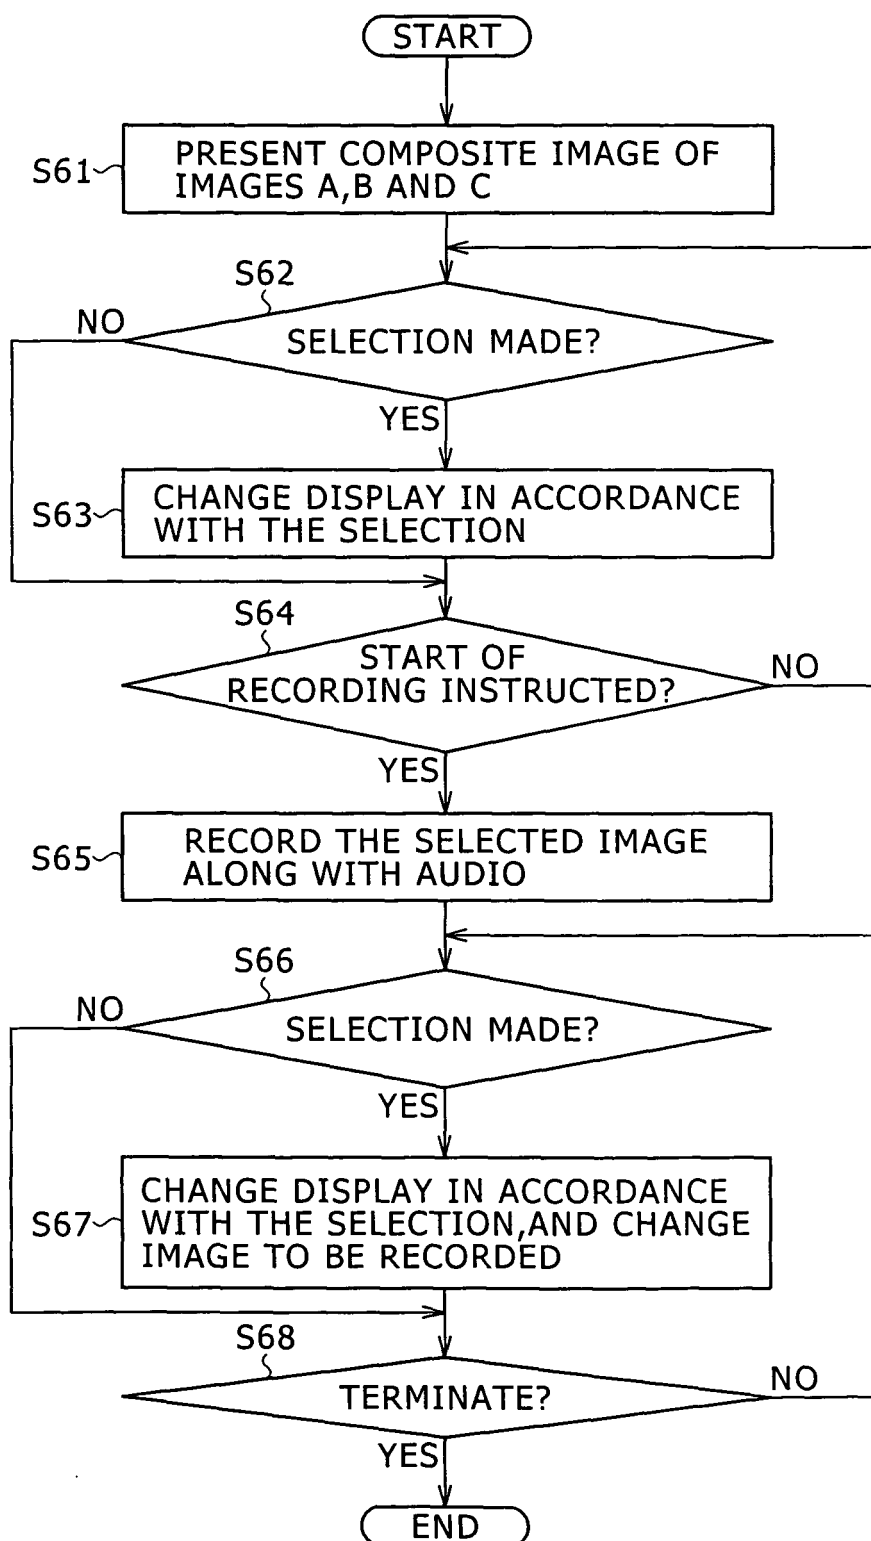 START
S61
PRESENT COMPOSITE IMAGE OF
IMAGES A,B AND C
S62
NO
SELECTION MADE?
YES
S63
CHANGE DISPLAY IN ACCORDANCE
WITH THE SELECTION
S64
START OF
RECORDING INSTRUCTED?
NO
YES
S65
RECORD THE SELECTED IMAGE
ALONG WITH AUDIO
S66
NO
SELECTION MADE?
YES
S67
CHANGE DISPLAY IN ACCORDANCE
WITH THE SELECTION,AND CHANGE
IMAGE TO BE RECORDED
S68
TERMINATE?
NO
YES
END